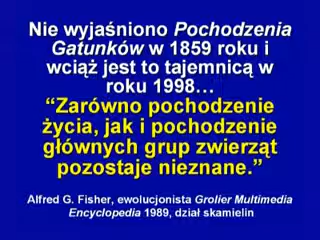 Nie wyjaśniono Pochodzenia
Gatunków w 1859 roku i
wciąż jest to tajemnicą w
roku 1998…
“Zarówno pochodzenie
życia, jak i pochodzenie
głównych grup zwierząt
pozostaje nieznane.”
Alfred G. Fisher, ewolucjonista Grolier Multimedia
Encyclopedia 1989, dział skamielin